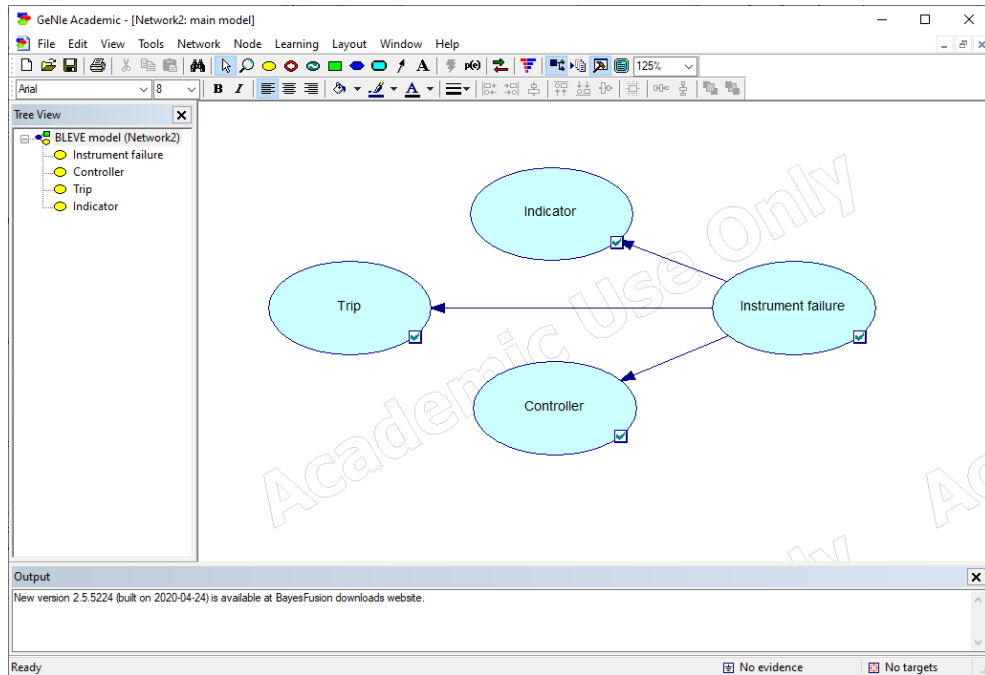 GeNIe Academic - [Network2: main model]
File Edit View Tools Network Node Learning Layout Window Help
A p(e) 125%
Arial 8 B I A
Tree View
BLEVE model (Network2)
Instrument failure
Controller
Trip
Indicator
Indicator
Trip
Instrument failure
Controller
Academic Use Only
Output
New version 2.5.5224 (built on 2020-04-24) is available at BayesFusion downloads website.
Ready No evidence No targets